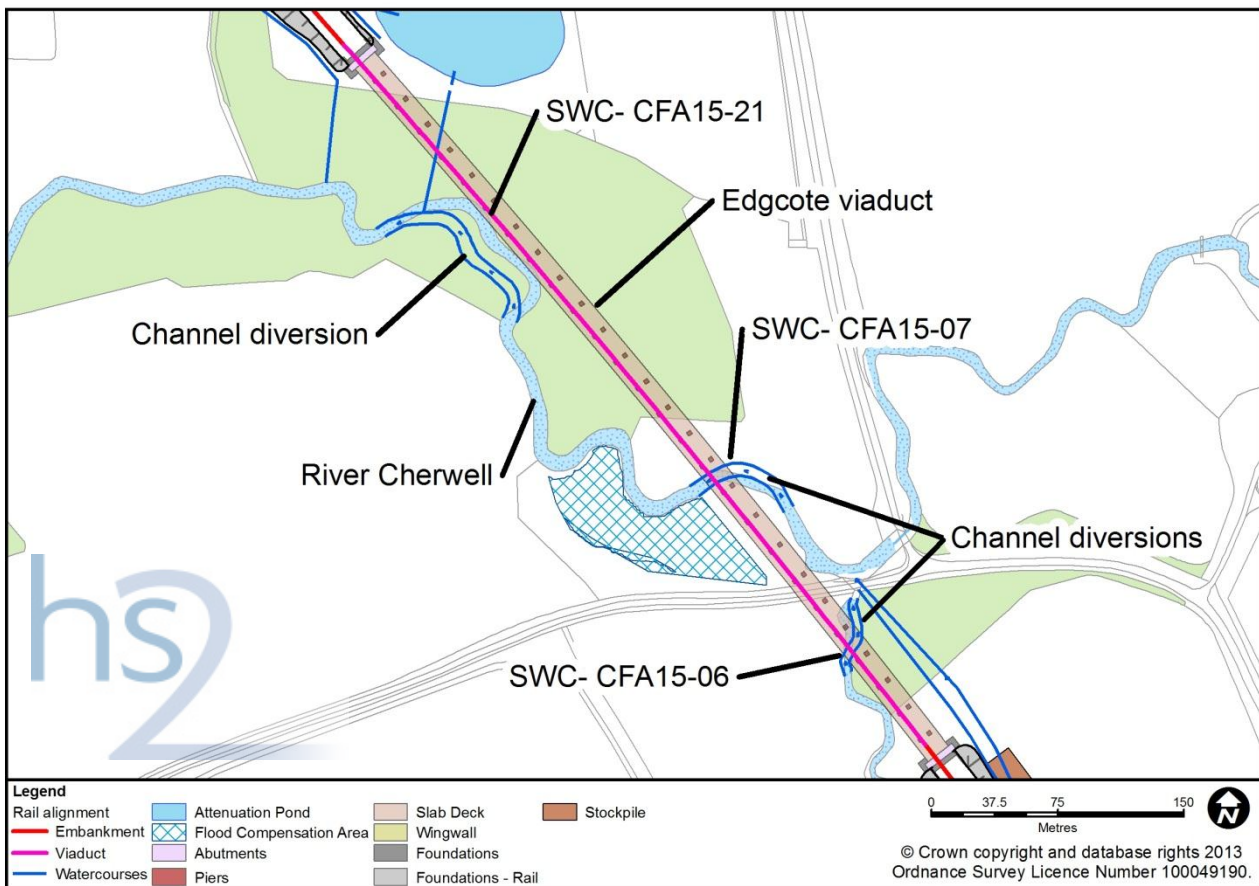 SWC- CFA15-21
Edgcote viaduct
SWC- CFA15-07
Channel diversion
River Cherwell
Channel diversions
SWC- CFA15-06
hs2
Legend
Rail alignment
Embankment
Viaduct
Watercourses
Attenuation Pond
Flood Compensation Area
Abutments
Piers
Slab Deck
Wingwall
Foundations
Foundations - Rail
Stockpile
0 37.5 75 150
Metres
N
© Crown copyright and database rights 2013
Ordnance Survey Licence Number 100049190.